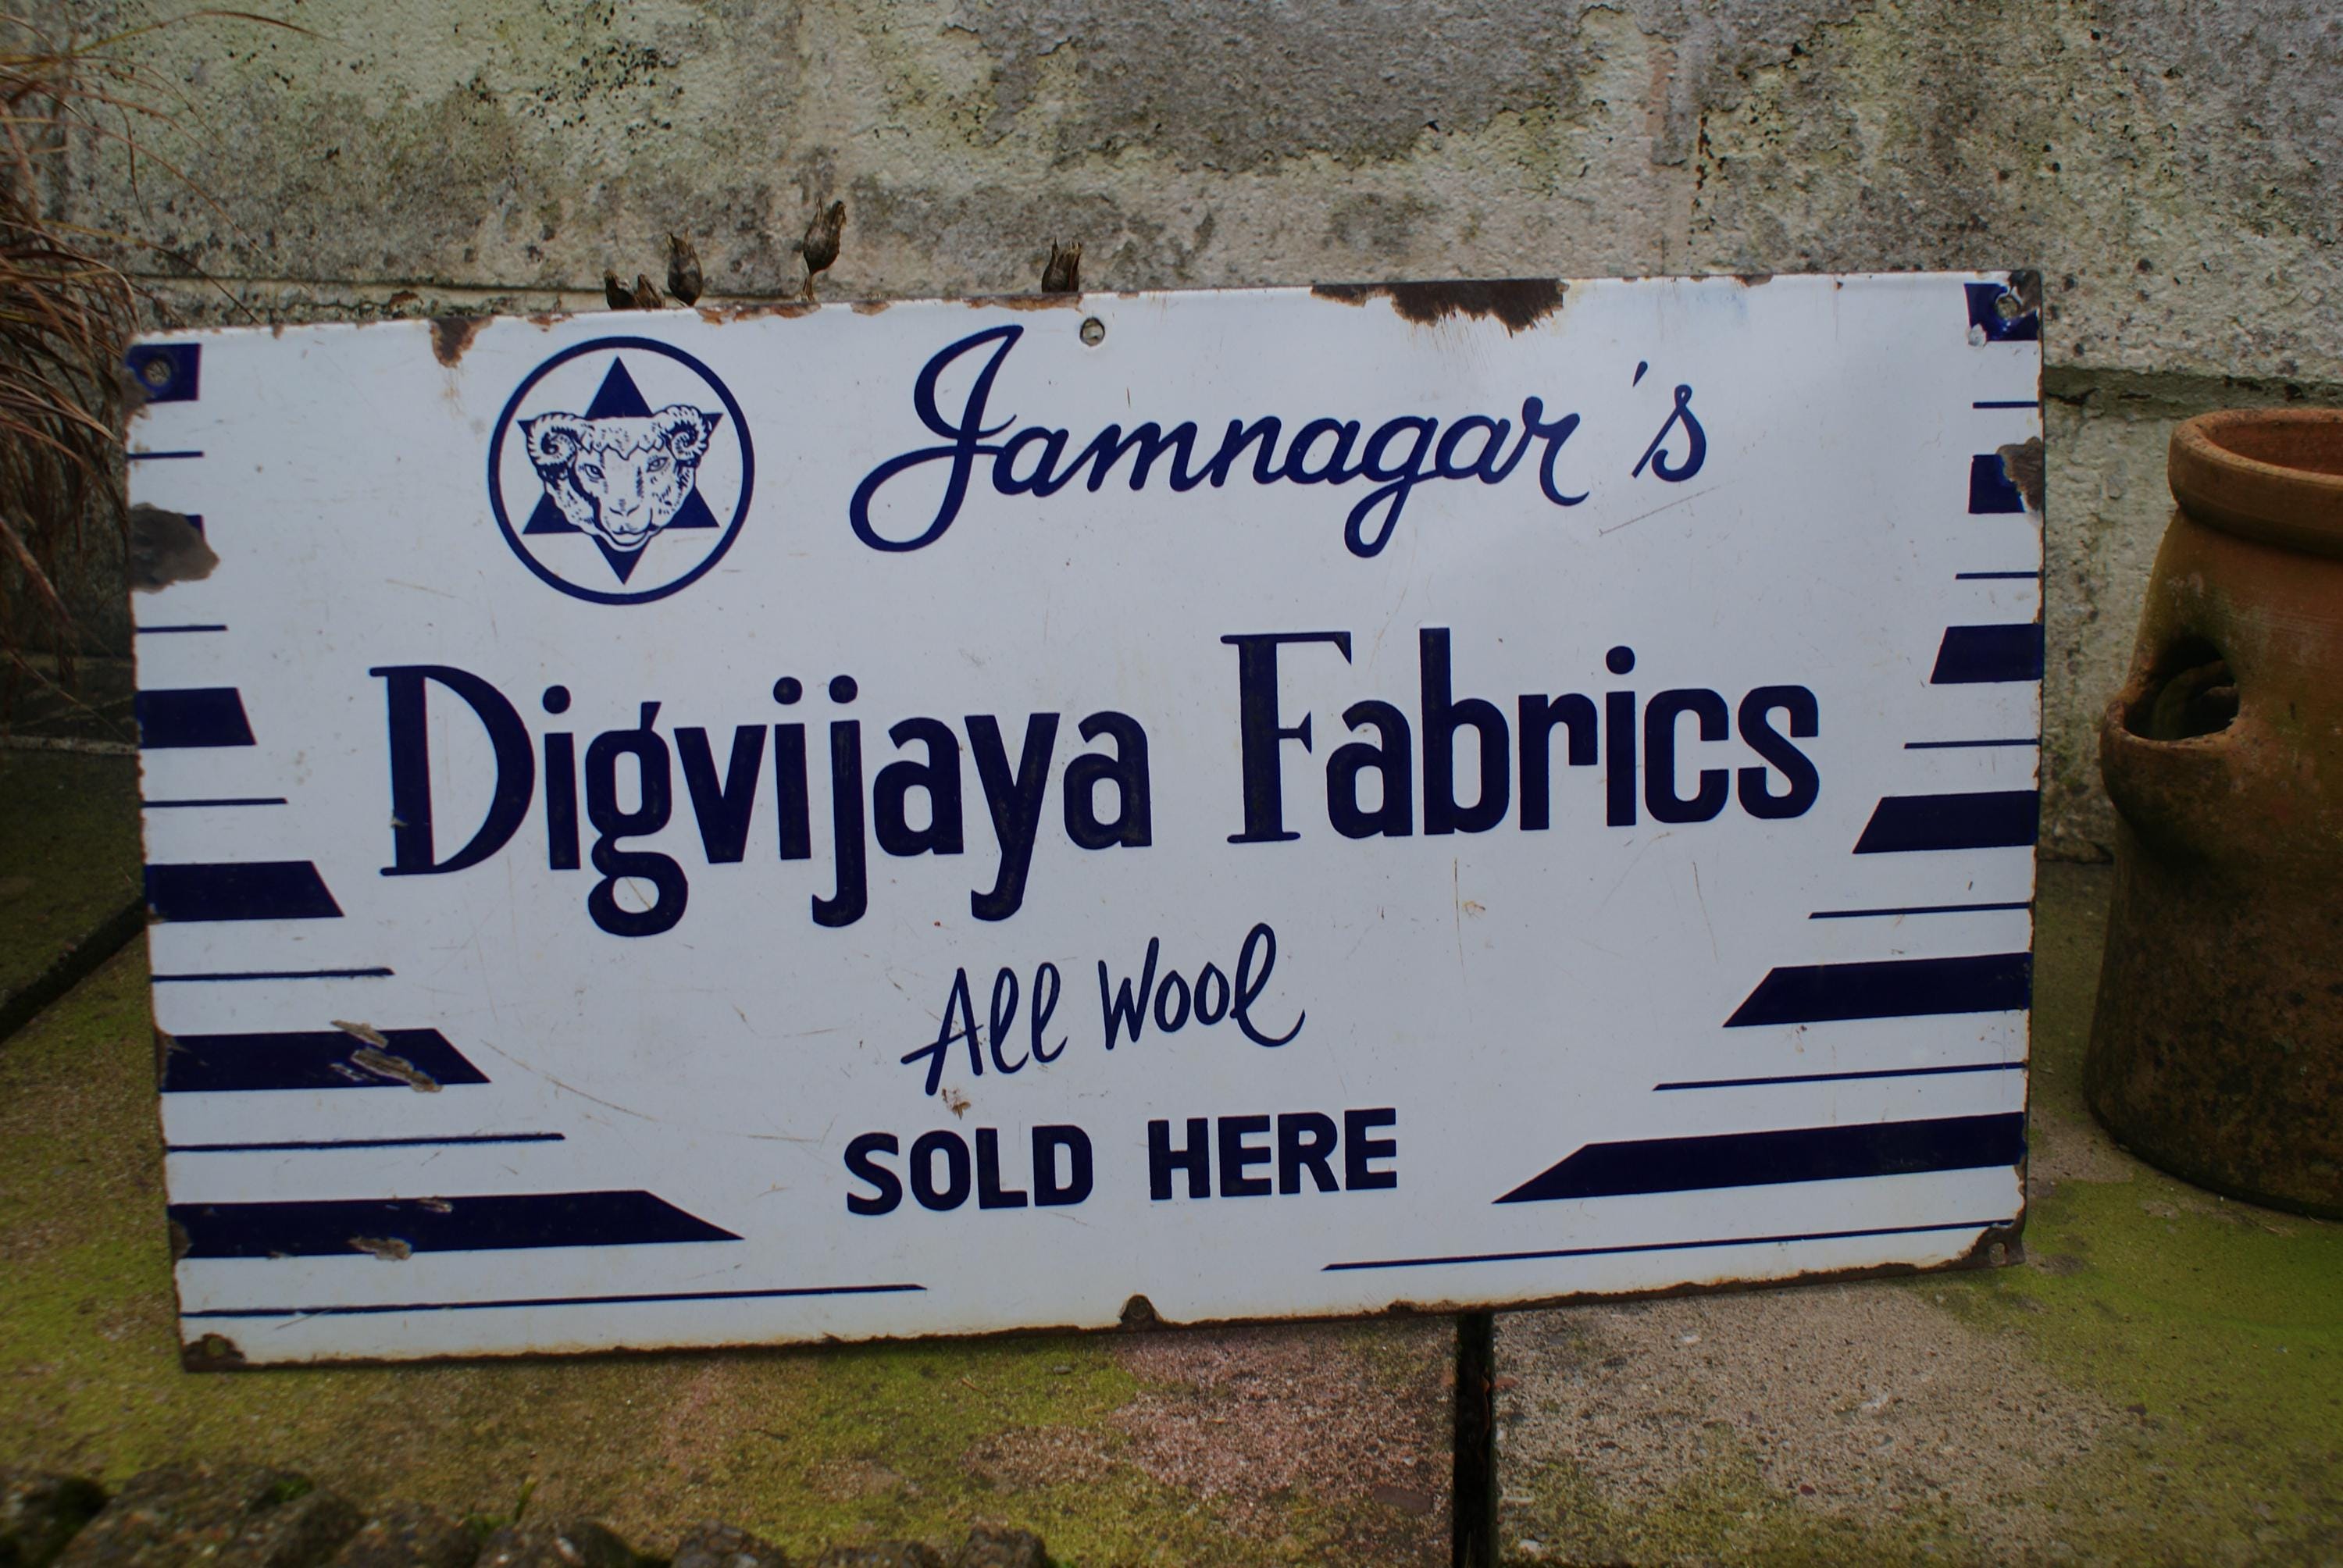 Jamnagar's
Digvijaya Fabrics
All Wool
SOLD HERE